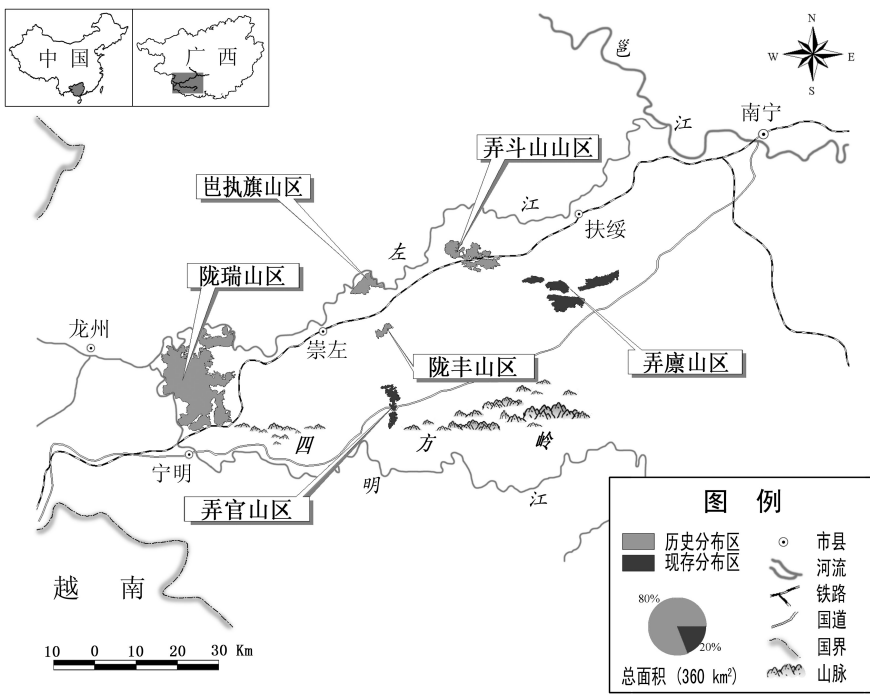 中 国
广 西
N
W
E
S
邕
江
南宁
弄斗山山区
岜执旗山区
江
扶绥
左
陇瑞山区
龙州
崇左
陇丰山区
弄廪山区
四 方 岭
宁明
明 江
弄官山区
越 南
图 例
历史分布区
现存分布区
市县
河流
铁路
国道
国界
山脉
80%
20%
总面积 (360 km²)
10 0 10 20 30 Km